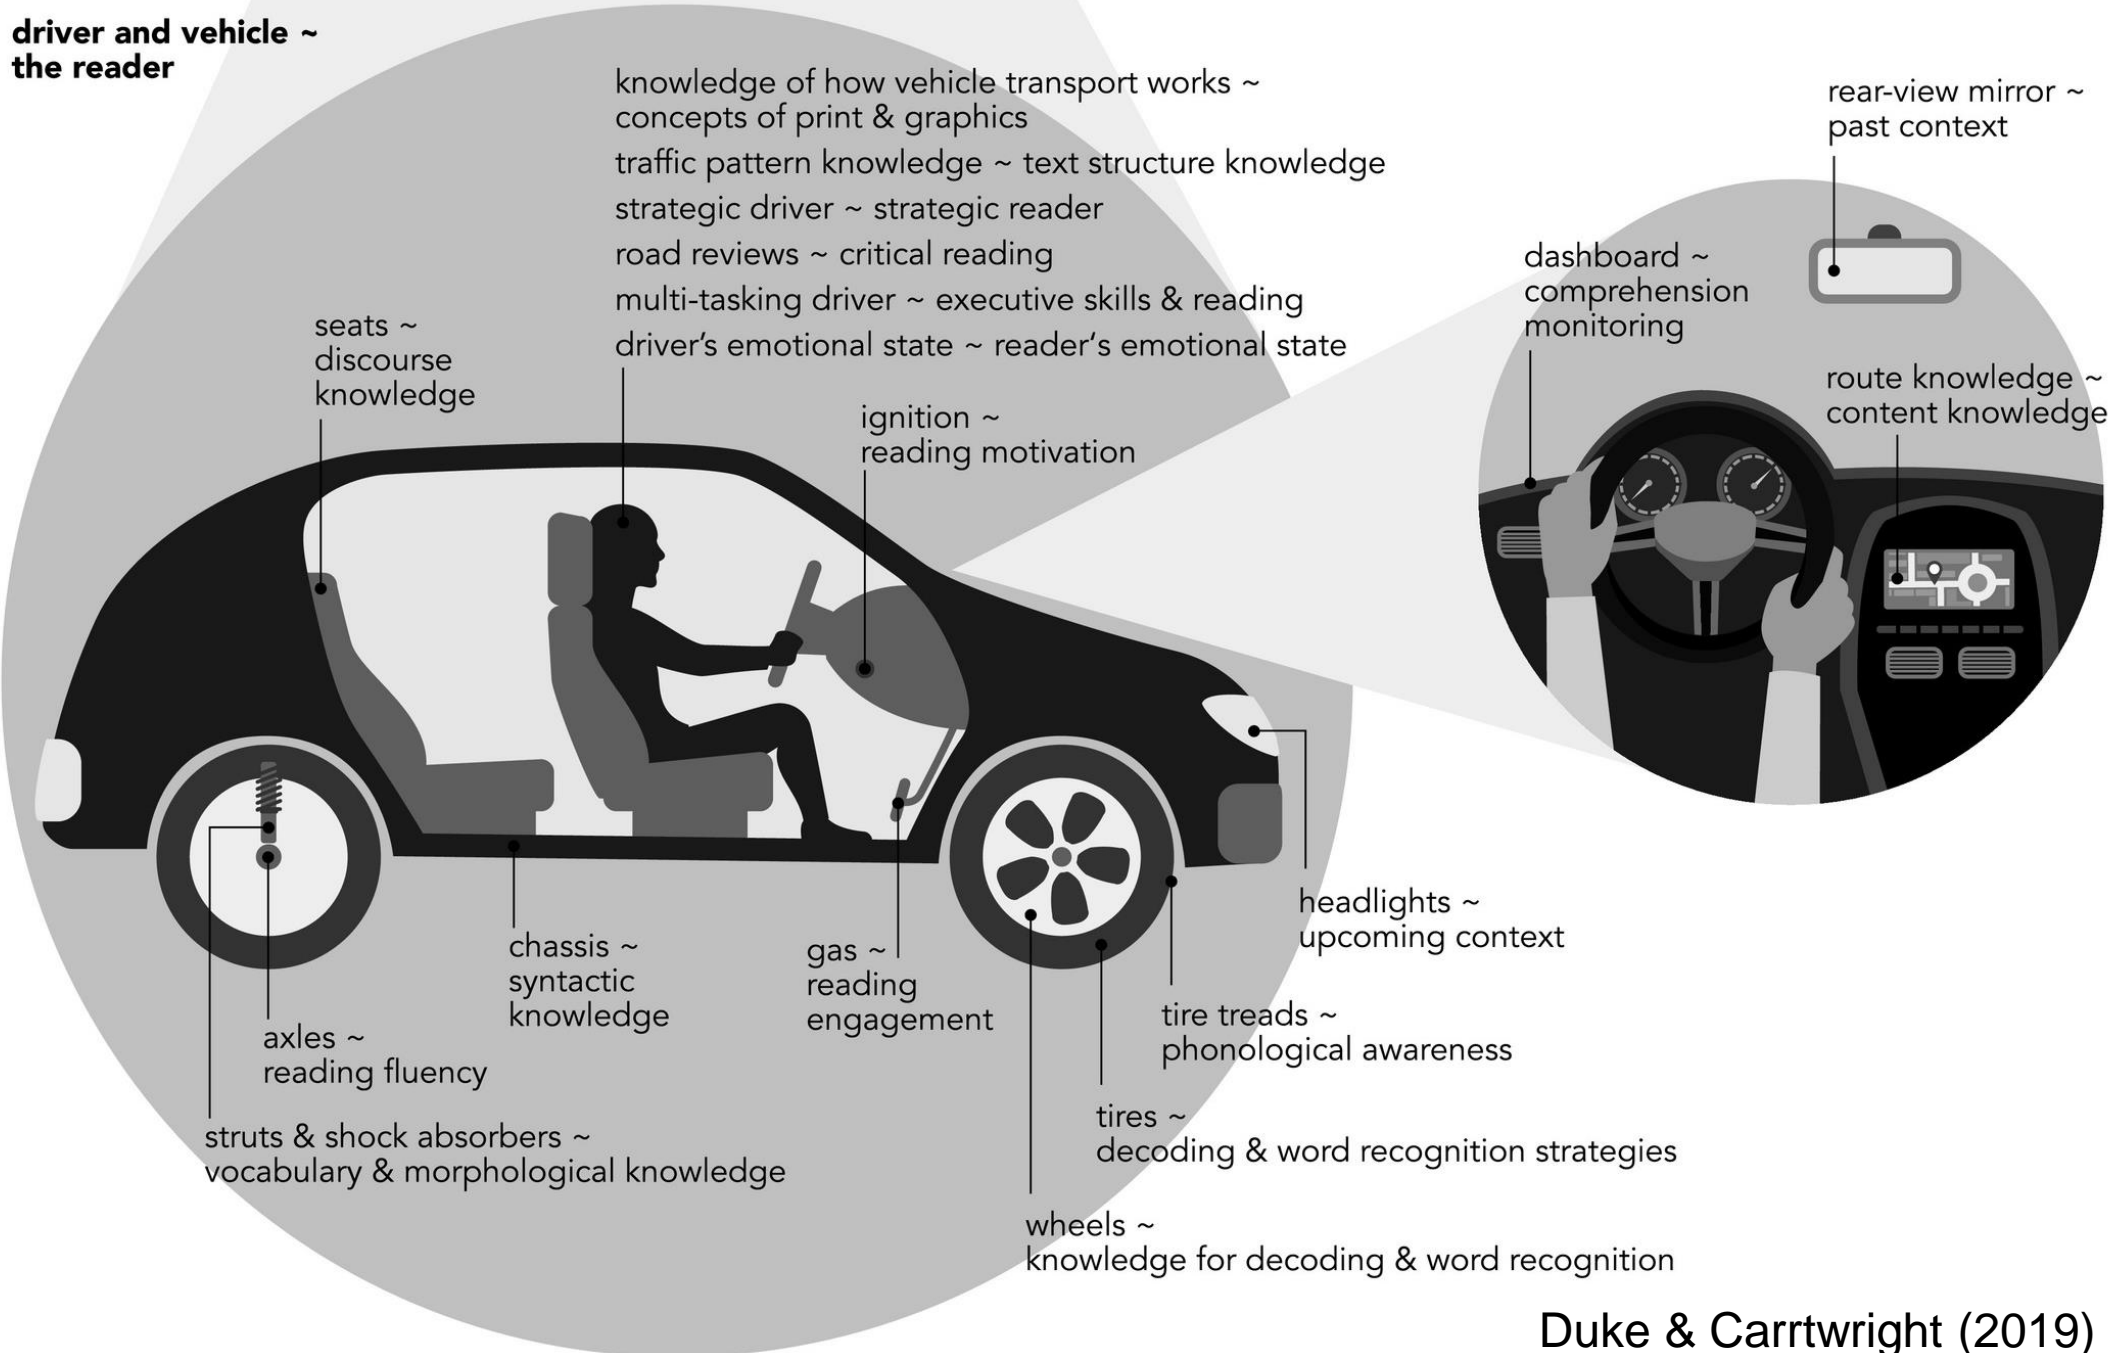 driver and vehicle ~
the reader
knowledge of how vehicle transport works ~
concepts of print & graphics
traffic pattern knowledge ~ text structure knowledge
strategic driver ~ strategic reader
road reviews ~ critical reading
multi-tasking driver ~ executive skills & reading
driver's emotional state ~ reader's emotional state
seats ~
discourse
knowledge
ignition ~
reading motivation
rear-view mirror ~
past context
dashboard ~
comprehension
monitoring
route knowledge ~
content knowledge
headlights ~
upcoming context
chassis ~
syntactic
knowledge
gas ~
reading
engagement
axles ~
reading fluency
tire treads ~
phonological awareness
struts & shock absorbers ~
vocabulary & morphological knowledge
tires ~
decoding & word recognition strategies
wheels ~
knowledge for decoding & word recognition
Duke & Carrtwright (2019)